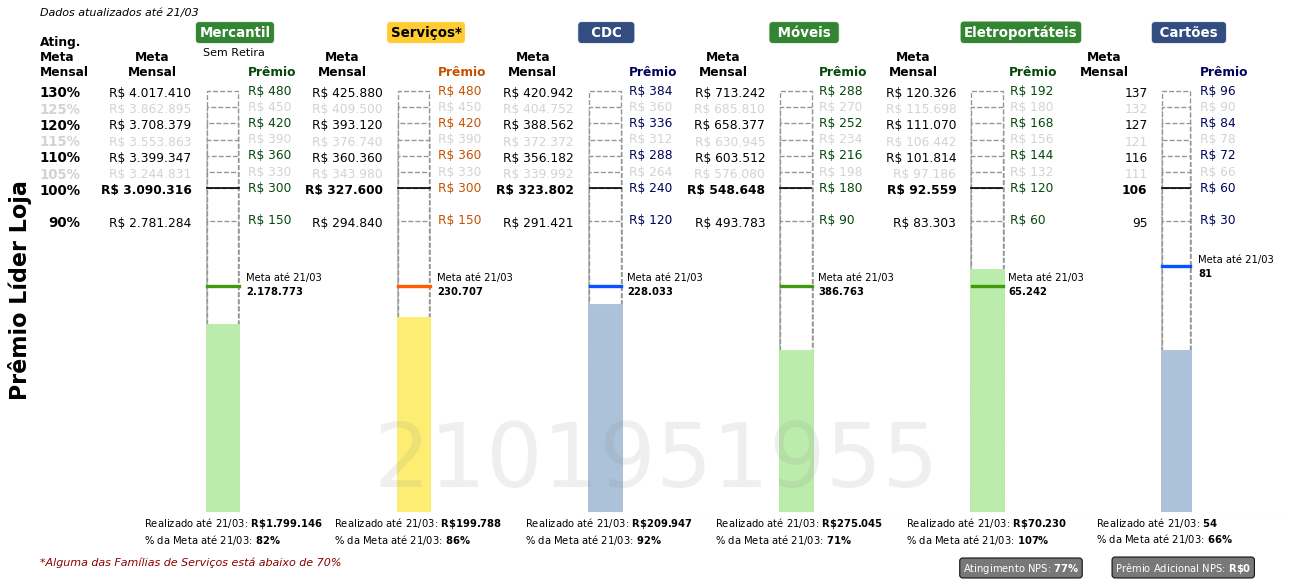 Dados atualizados até 21/03
Mercantil Serviços* CDC Móveis Eletroportáteis Cartões
Sem Retira
Ating. Meta Mensal Meta Mensal Prêmio Meta Mensal Prêmio Meta Mensal Prêmio Meta Mensal Prêmio Meta Mensal Prêmio Meta Mensal Prêmio
130% R$ 4.017.410 R$ 480 R$ 425.880 R$ 480 R$ 420.942 R$ 384 R$ 713.242 R$ 288 R$ 120.326 R$ 192 137 R$ 96
125% R$ 3.862.895 R$ 450 R$ 409.500 R$ 450 R$ 404.752 R$ 360 R$ 685.810 R$ 270 R$ 115.698 R$ 180 132 R$ 90
120% R$ 3.708.379 R$ 420 R$ 393.120 R$ 420 R$ 388.562 R$ 336 R$ 658.377 R$ 252 R$ 111.070 R$ 168 127 R$ 84
115% R$ 3.553.863 R$ 390 R$ 376.740 R$ 390 R$ 372.372 R$ 312 R$ 630.945 R$ 234 R$ 106.442 R$ 156 121 R$ 78
110% R$ 3.399.347 R$ 360 R$ 360.360 R$ 360 R$ 356.182 R$ 288 R$ 603.512 R$ 216 R$ 101.814 R$ 144 116 R$ 72
105% R$ 3.244.831 R$ 330 R$ 343.980 R$ 330 R$ 339.992 R$ 264 R$ 576.080 R$ 198 R$ 97.186 R$ 132 111 R$ 66
100% R$ 3.090.316 R$ 300 R$ 327.600 R$ 300 R$ 323.802 R$ 240 R$ 548.648 R$ 180 R$ 92.559 R$ 120 106 R$ 60
90% R$ 2.781.284 R$ 150 R$ 294.840 R$ 150 R$ 291.421 R$ 120 R$ 493.783 R$ 90 R$ 83.303 R$ 60 95 R$ 30
Prêmio Líder Loja
Meta até 21/03 Meta até 21/03 Meta até 21/03 Meta até 21/03 Meta até 21/03 Meta até 21/03
2.178.773 230.707 228.033 386.763 65.242 81
2101951955
Realizado até 21/03: R$1.799.146 Realizado até 21/03: R$199.788 Realizado até 21/03: R$209.947 Realizado até 21/03: R$275.045 Realizado até 21/03: R$70.230 Realizado até 21/03: 54
% da Meta até 21/03: 82% % da Meta até 21/03: 86% % da Meta até 21/03: 92% % da Meta até 21/03: 71% % da Meta até 21/03: 107% % da Meta até 21/03: 66%
*Alguma das Famílias de Serviços está abaixo de 70% Atingimento NPS: 77% Prêmio Adicional NPS: R$0